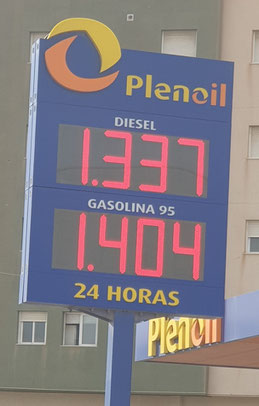 Plenoil
DIESEL
1.337
GASOLINA 95
1.404
24 HORAS
Plenoil